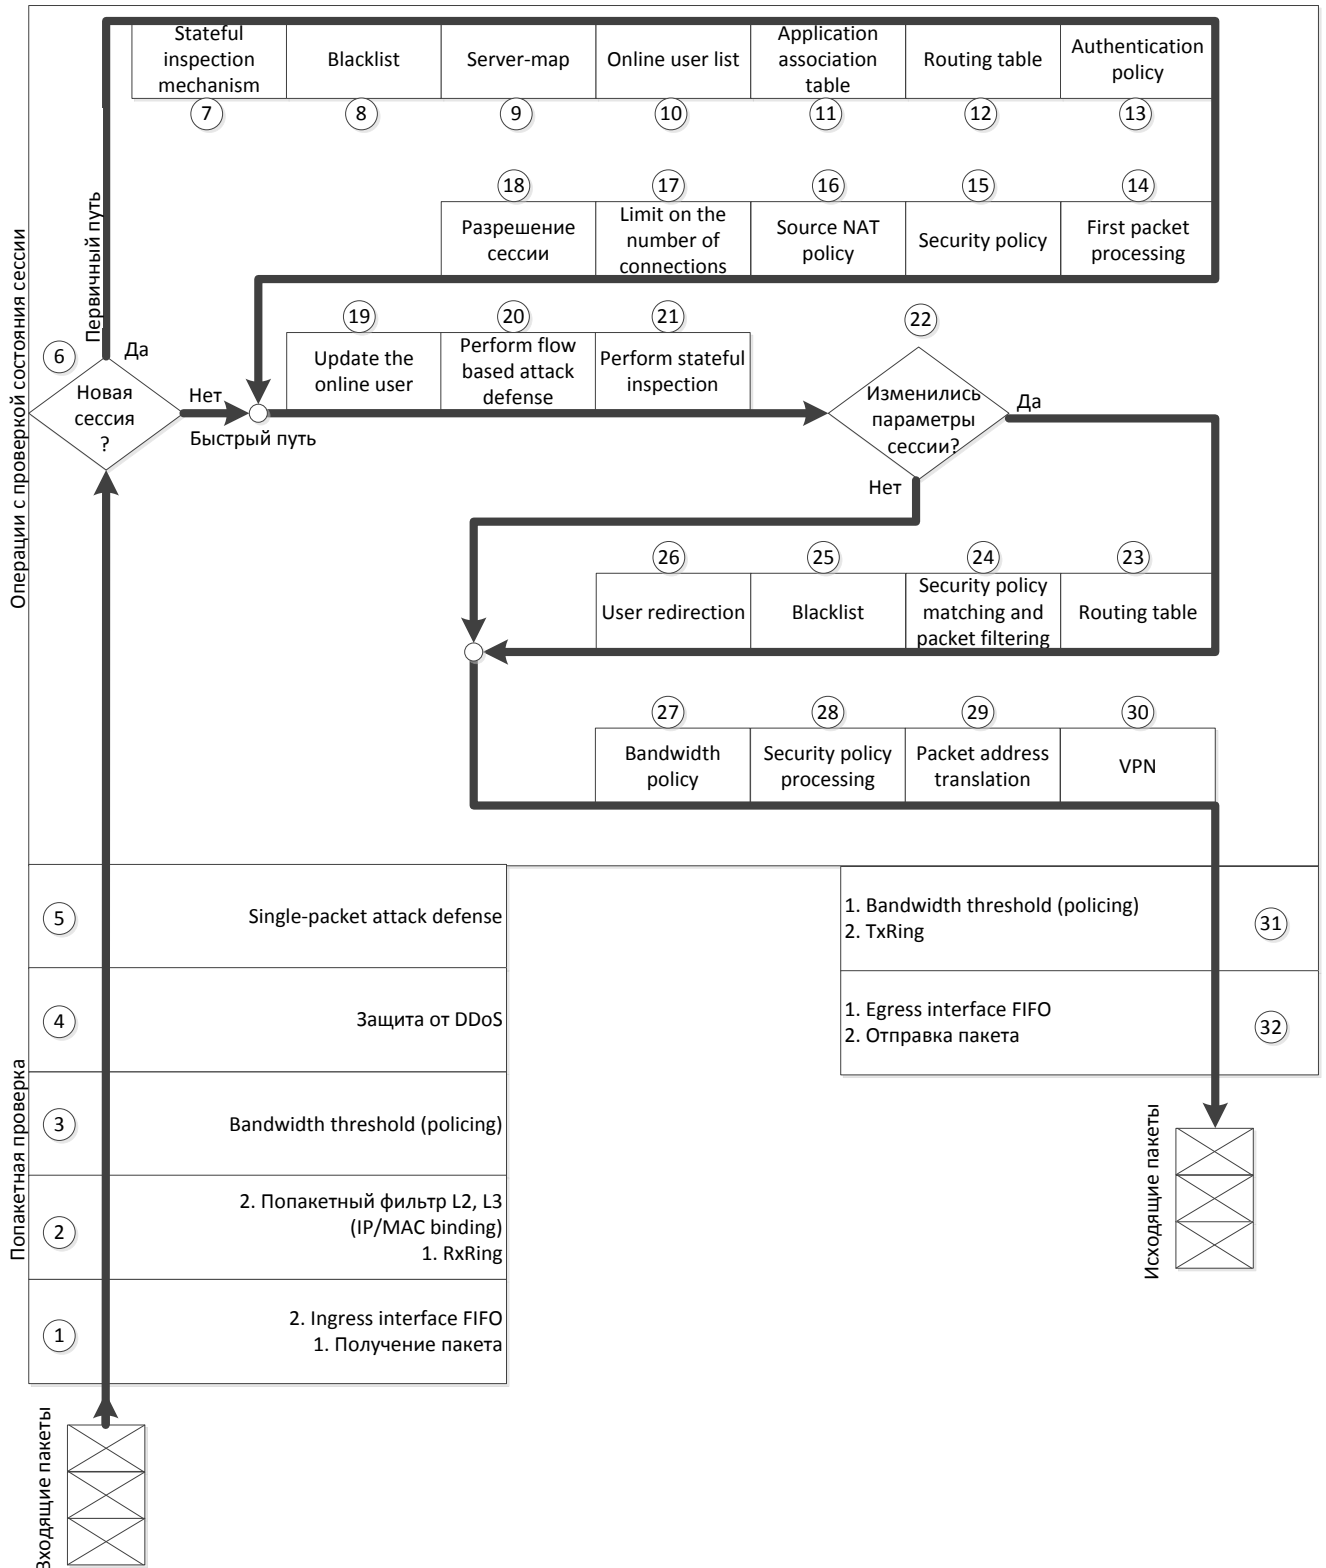 Stateful
inspection
mechanism
Blacklist
Server-map
Online user list
Application
association
table
Routing table
Authentication
policy
7
8
9
10
11
12
13
18
17
16
15
14
Разрешение
сессии
Limit on the
number of
connections
Source NAT
policy
Security policy
First packet
processing
Первичный путь
Операции с проверкой состояния сессии
6
Да
Новая
сессия
?
Нет
Быстрый путь
19
20
21
22
Update the
online user
Perform flow
based attack
defense
Perform stateful
inspection
Изменились
параметры
сессии?
Да
Нет
26
25
24
23
User redirection
Blacklist
Security policy
matching and
packet filtering
Routing table
27
28
29
30
Bandwidth
policy
Security policy
processing
Packet address
translation
VPN
Попакетная проверка
5
Single-packet attack defense
4
Защита от DDoS
3
Bandwidth threshold (policing)
2
2. Попакетный фильтр L2, L3
(IP/MAC binding)
1. RxRing
1
2. Ingress interface FIFO
1. Получение пакета
Входящие пакеты
1. Bandwidth threshold (policing)
2. TxRing
31
1. Egress interface FIFO
2. Отправка пакета
32
Исходящие пакеты